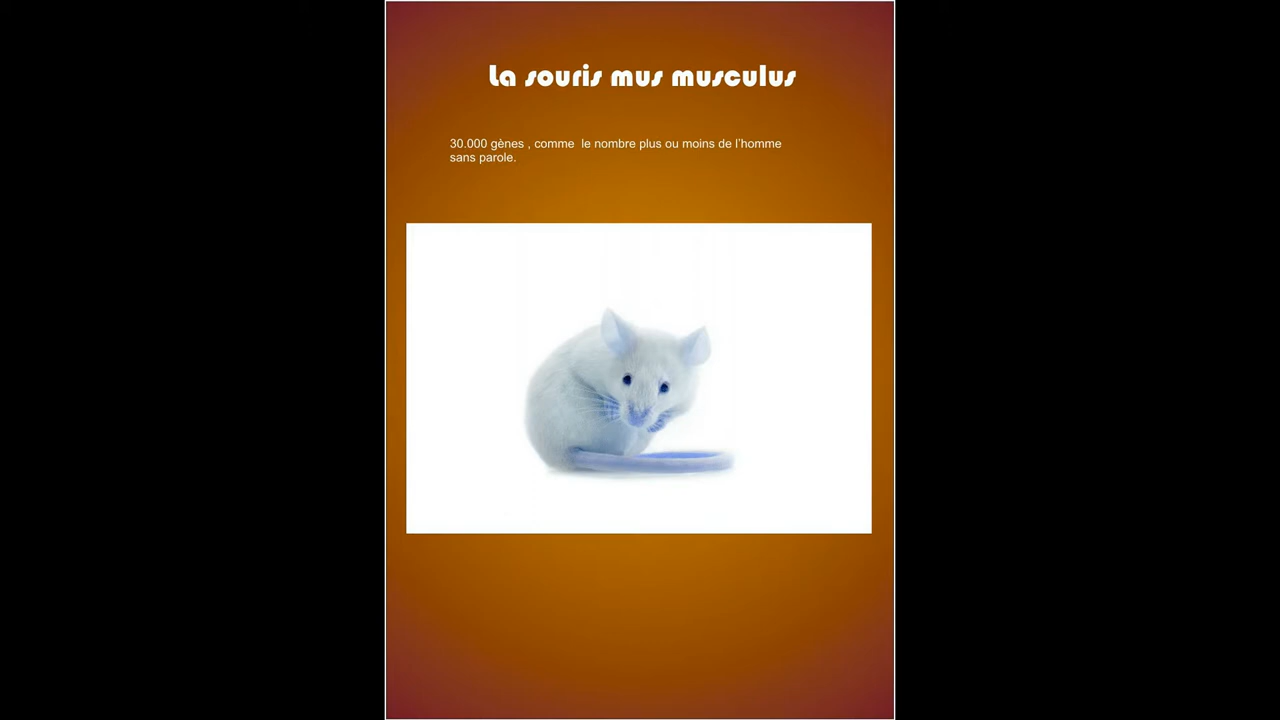 La souris mus musculus
30.000 gènes , comme  le nombre plus ou moins de l'homme
sans parole.